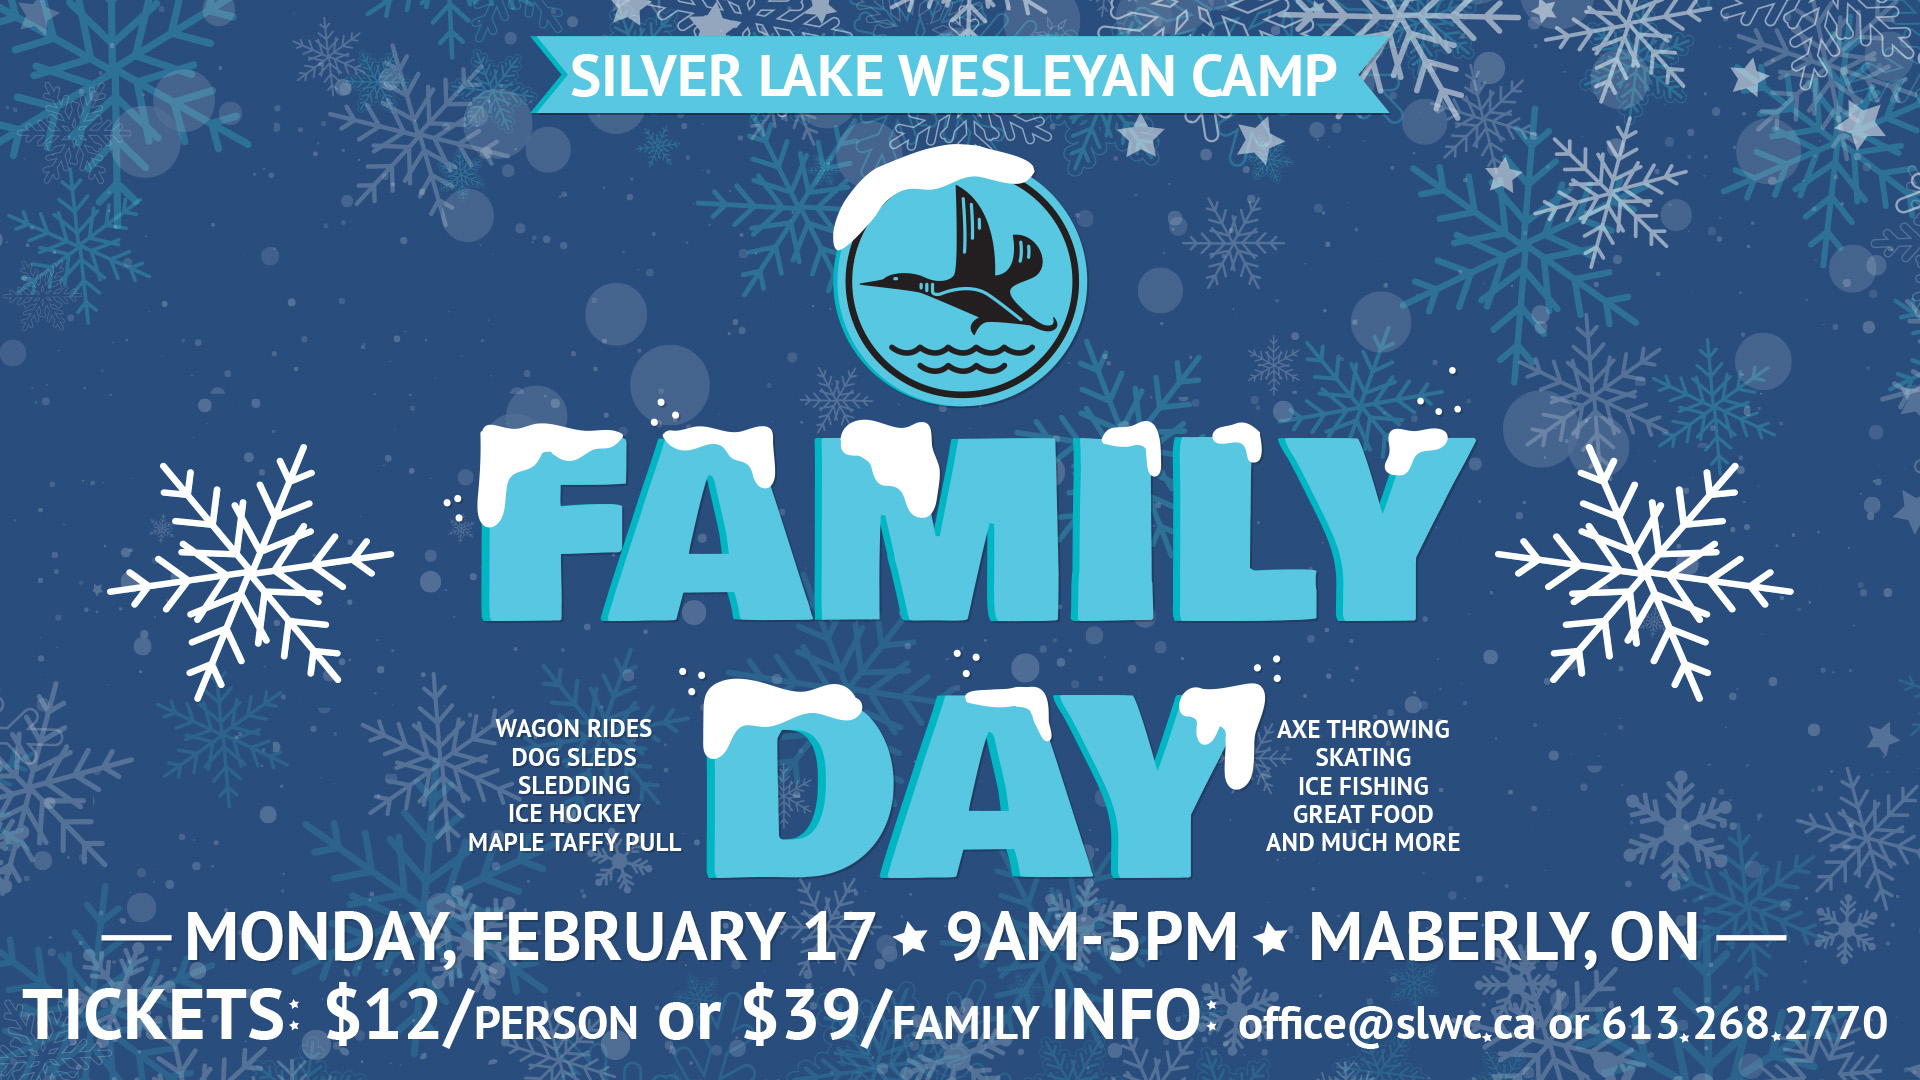 SILVER LAKE WESLEYAN CAMP
FAMILY
DAY
WAGON RIDES
DOG SLEDS
SLEDDING
ICE HOCKEY
MAPLE TAFFY PULL
AXE THROWING
SKATING
ICE FISHING
GREAT FOOD
AND MUCH MORE
— MONDAY, FEBRUARY 17 ★ 9AM-5PM ★ MABERLY, ON —
TICKETS: $12/PERSON or $39/FAMILY INFO: office@slwc.ca or 613.268.2770